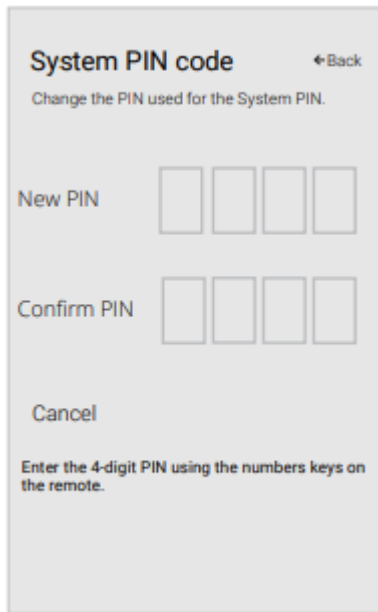 System PIN code
←Back
Change the PIN used for the System PIN.
New PIN
Confirm PIN
Cancel
Enter the 4-digit PIN using the numbers keys on
the remote.